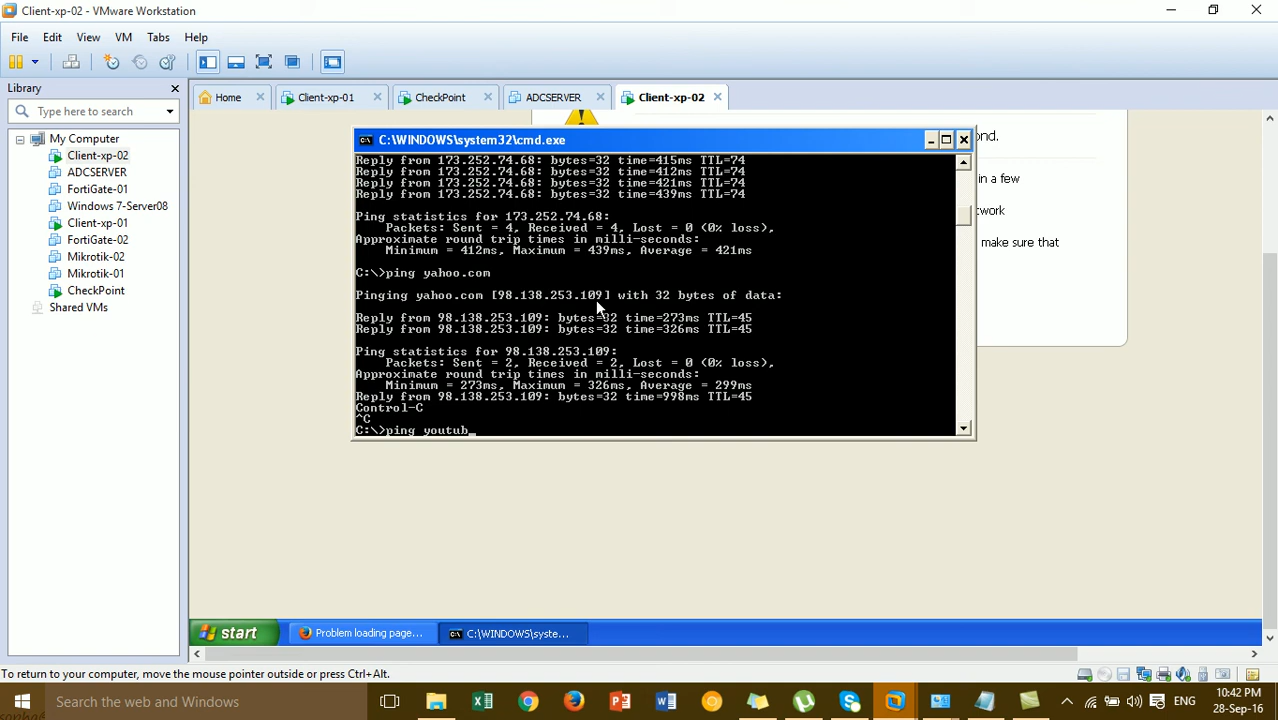 Client-xp-02 - VMware Workstation
File Edit View VM Tabs Help
Library
Type here to search
My Computer
Client-xp-02
ADCSERVER
FortiGate-01
Windows 7-Server08
Client-xp-01
FortiGate-02
Mikrotik-02
Mikrotik-01
CheckPoint
Shared VMs
Home Client-xp-01 CheckPoint ADCSERVER Client-xp-02
ond.
in a few
work
make sure that
C:\WINDOWS\system32\cmd.exe
Reply from 173.252.74.68: bytes=32 time=415ms TTL=74
Reply from 173.252.74.68: bytes=32 time=412ms TTL=74
Reply from 173.252.74.68: bytes=32 time=421ms TTL=74
Reply from 173.252.74.68: bytes=32 time=439ms TTL=74
Ping statistics for 173.252.74.68:
Packets: Sent = 4, Received = 4, Lost = 0 (0% loss),
Approximate round trip times in milli-seconds:
Minimum = 412ms, Maximum = 439ms, Average = 421ms
C:\>ping yahoo.com
Pinging yahoo.com [98.138.253.109] with 32 bytes of data:
Reply from 98.138.253.109: bytes=32 time=273ms TTL=45
Reply from 98.138.253.109: bytes=32 time=326ms TTL=45
Ping statistics for 98.138.253.109:
Packets: Sent = 2, Received = 2, Lost = 0 (0% loss),
Approximate round trip times in milli-seconds:
Minimum = 273ms, Maximum = 326ms, Average = 299ms
Reply from 98.138.253.109: bytes=32 time=998ms TTL=45
Control-C
^C
C:\>ping youtub_
start Problem loading page... C:\WINDOWS\syste...
To return to your computer, move the mouse pointer outside or press Ctrl+Alt.
Search the web and Windows
ENG
10:42 PM
28-Sep-16